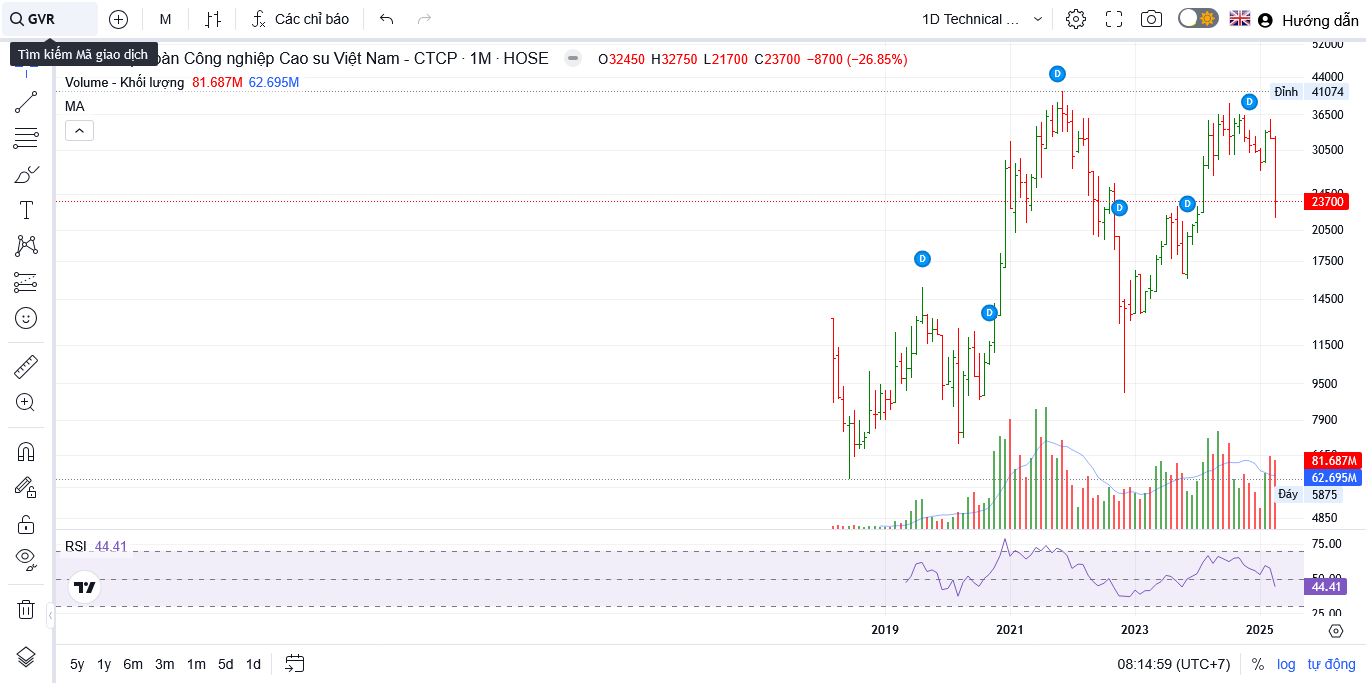 GVR
M
Các chỉ báo
1D Technical ...
Hướng dẫn
Tìm kiếm Mã giao dịch
oàn Công nghiệp Cao su Việt Nam - CTCP · 1M · HOSE
O32450 H32750 L21700 C23700 −8700 (−26.85%)
Volume - Khối lượng 81.687M 62.695M
MA
52000
44000
Đỉnh 41074
36500
30500
24500
23700
20500
17500
14500
11500
9500
7900
81.687M
62.695M
Đáy 5875
4850
D
D
D
D
D
D
RSI 44.41
75.00
50.00
44.41
25.00
2019 2021 2023 2025
5y 1y 6m 3m 1m 5d 1d
08:14:59 (UTC+7) % log tự động